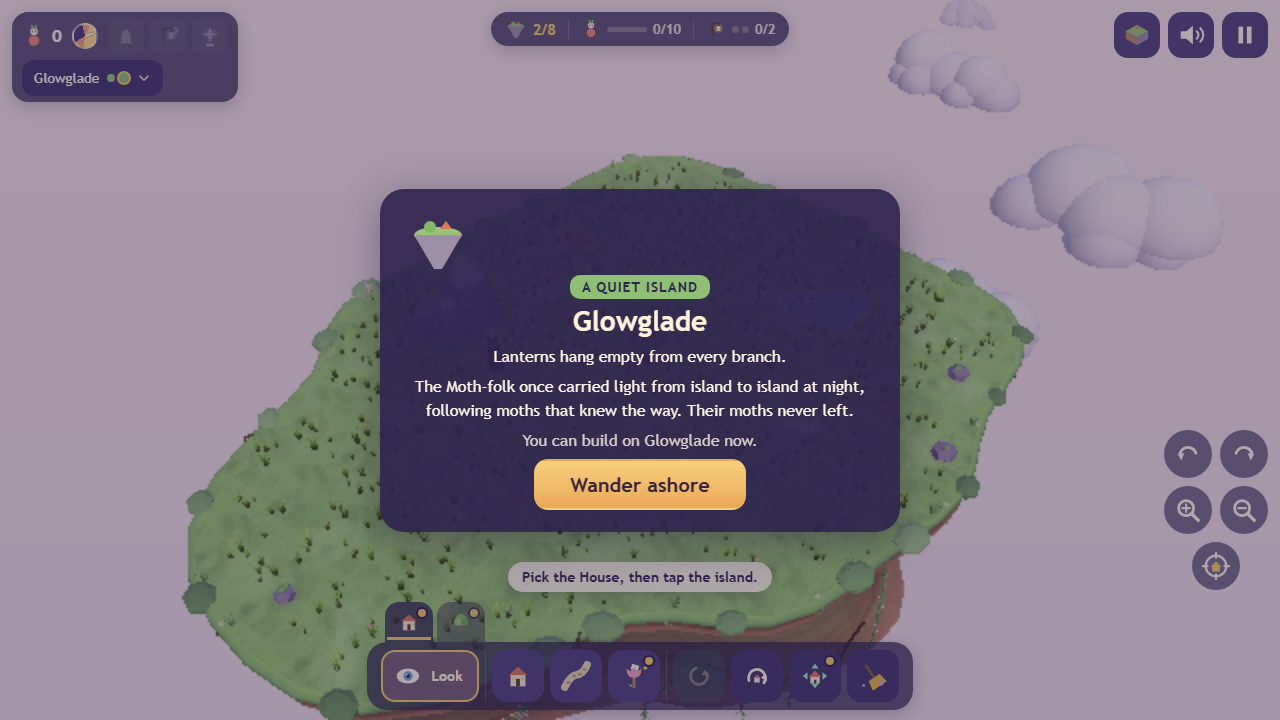 0
2/8
0/10
0/2
Glowglade
A QUIET ISLAND
Glowglade
Lanterns hang empty from every branch.
The Moth-folk once carried light from island to island at night,
following moths that knew the way. Their moths never left.
You can build on Glowglade now.
Wander ashore
Pick the House, then tap the island.
Look